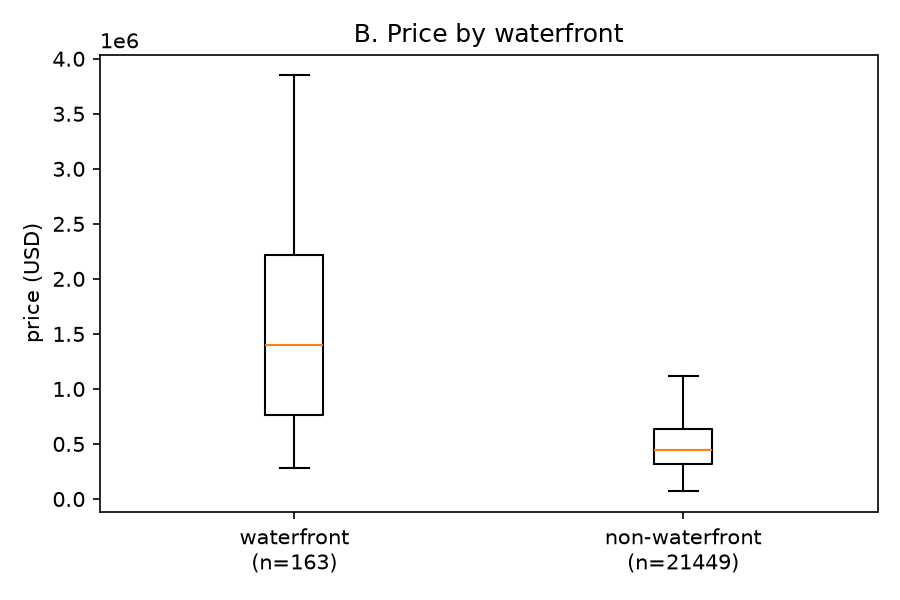 B. Price by waterfront
1e6
4.0
3.5
3.0
2.5
2.0
1.5
1.0
0.5
0.0
price (USD)
waterfront
(n=163)
non-waterfront
(n=21449)